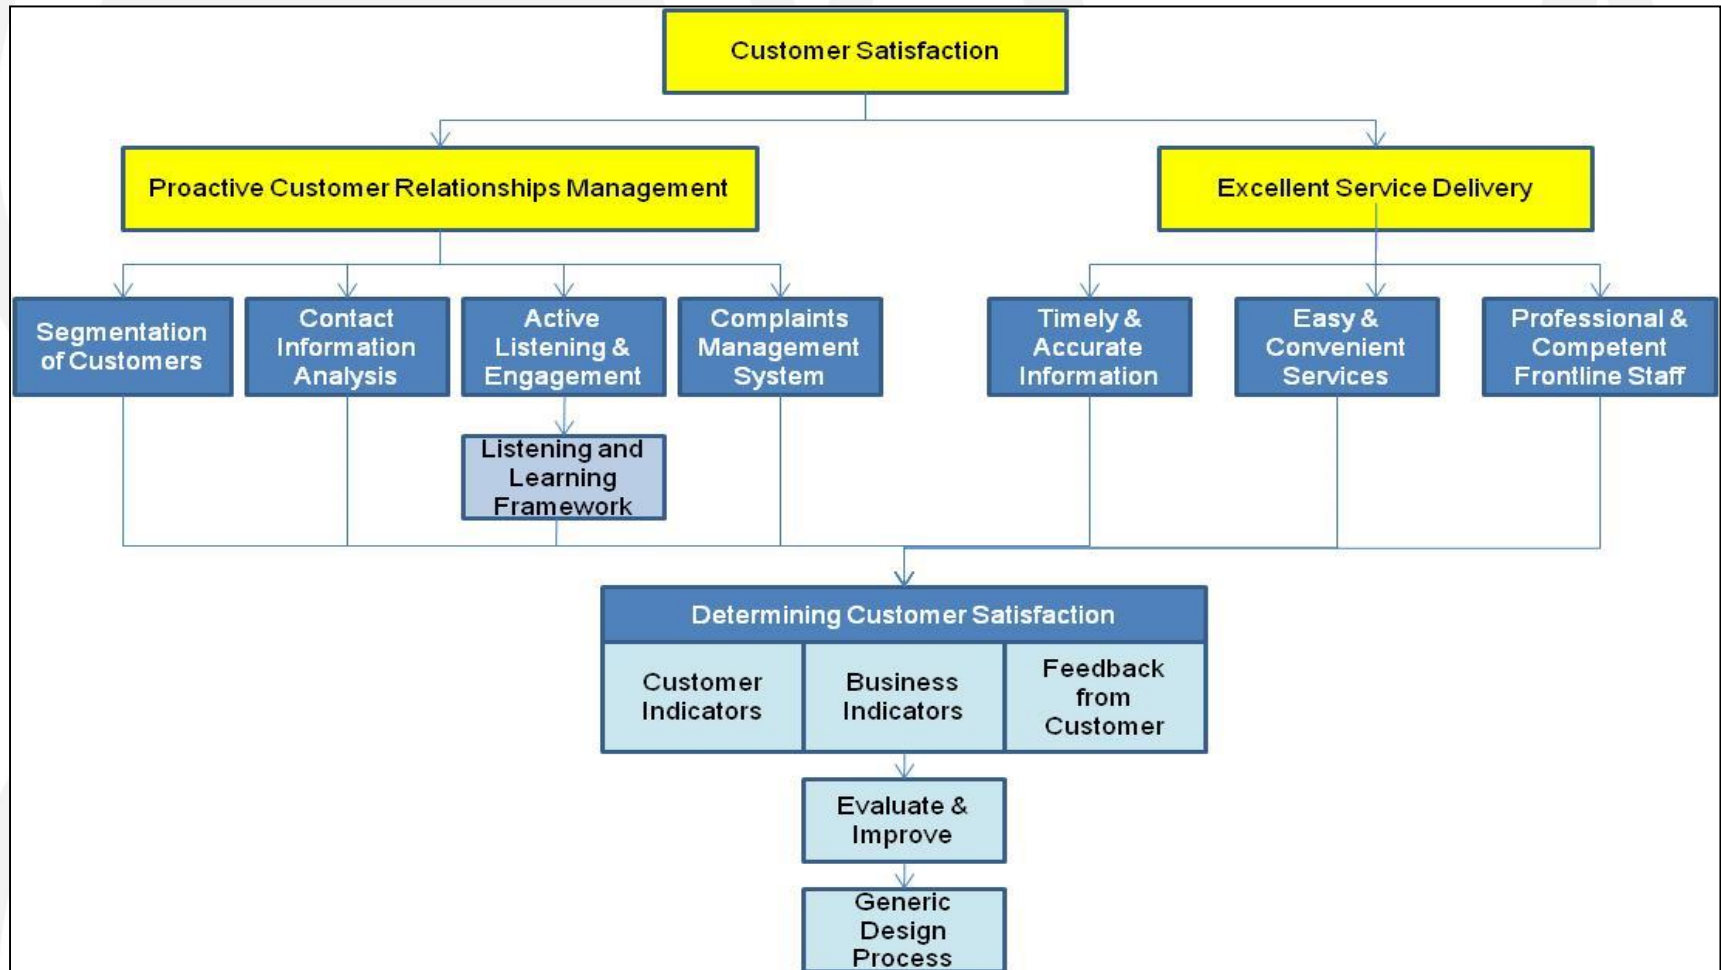 Customer Satisfaction
Proactive Customer Relationships Management
Excellent Service Delivery
Segmentation
of Customers
Contact
Information
Analysis
Active
Listening &
Engagement
Complaints
Management
System
Timely &
Accurate
Information
Easy &
Convenient
Services
Professional &
Competent
Frontline Staff
Listening and
Learning
Framework
Determining Customer Satisfaction
Customer
Indicators
Business
Indicators
Feedback
from
Customer
Evaluate &
Improve
Generic
Design
Process